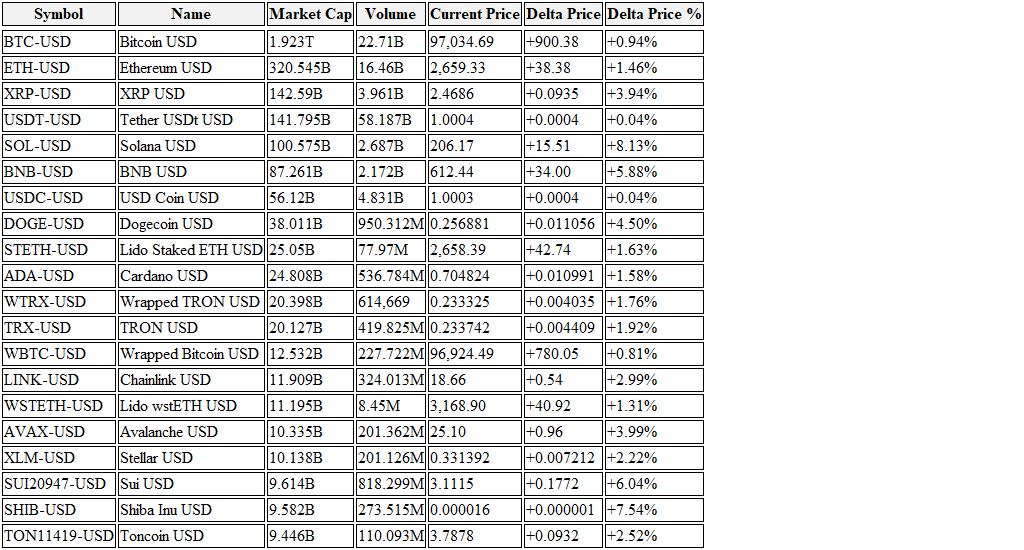 Symbol Name Market Cap Volume Current Price Delta Price Delta Price %
BTC-USD Bitcoin USD 1.923T 22.71B 97,034.69 +900.38 +0.94%
ETH-USD Ethereum USD 320.545B 16.46B 2,659.33 +38.38 +1.46%
XRP-USD XRP USD 142.59B 3.961B 2.4686 +0.0935 +3.94%
USDT-USD Tether USDt USD 141.795B 58.187B 1.0004 +0.0004 +0.04%
SOL-USD Solana USD 100.575B 2.687B 206.17 +15.51 +8.13%
BNB-USD BNB USD 87.261B 2.172B 612.44 +34.00 +5.88%
USDC-USD USD Coin USD 56.12B 4.831B 1.0003 +0.0004 +0.04%
DOGE-USD Dogecoin USD 38.011B 950.312M 0.256881 +0.011056 +4.50%
STETH-USD Lido Staked ETH USD 25.05B 77.97M 2,658.39 +42.74 +1.63%
ADA-USD Cardano USD 24.808B 536.784M 0.704824 +0.010991 +1.58%
WTRX-USD Wrapped TRON USD 20.398B 614,669 0.233325 +0.004035 +1.76%
TRX-USD TRON USD 20.127B 419.825M 0.233742 +0.004409 +1.92%
WBTC-USD Wrapped Bitcoin USD 12.532B 227.722M 96,924.49 +780.05 +0.81%
LINK-USD Chainlink USD 11.909B 324.013M 18.66 +0.54 +2.99%
WSTETH-USD Lido wstETH USD 11.195B 8.45M 3,168.90 +40.92 +1.31%
AVAX-USD Avalanche USD 10.335B 201.362M 25.10 +0.96 +3.99%
XLM-USD Stellar USD 10.138B 201.126M 0.331392 +0.007212 +2.22%
SUI20947-USD Sui USD 9.614B 818.299M 3.1115 +0.1772 +6.04%
SHIB-USD Shiba Inu USD 9.582B 273.515M 0.000016 +0.000001 +7.54%
TON11419-USD Toncoin USD 9.446B 110.093M 3.7878 +0.0932 +2.52%